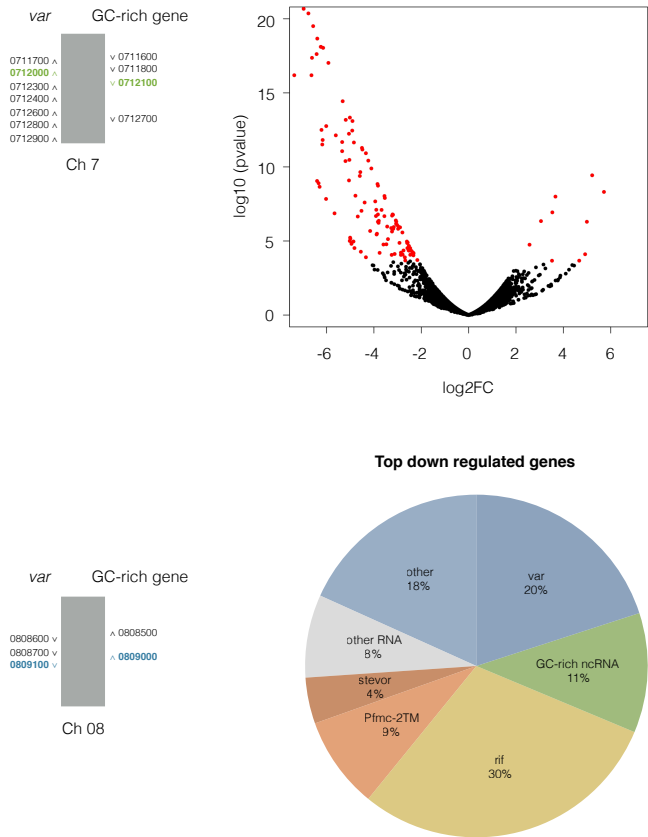 var GC-rich gene
0711700 ʌ
0712000 ʌ
0712300 ʌ
0712400 ʌ
0712600 ʌ
0712800 ʌ
0712900 ʌ
v 0711600
v 0711800
v 0712100
v 0712700
Ch 7
log10 (pvalue)
20
15
10
5
0
-6 -4 -2 0 2 4 6
log2FC
var GC-rich gene
0808600 v
0808700 v
0809100 v
ʌ 0808500
ʌ 0809000
Ch 08
Top down regulated genes
other
18%
var
20%
other RNA
8%
GC-rich ncRNA
11%
stevor
4%
Pfmc-2TM
9%
rif
30%